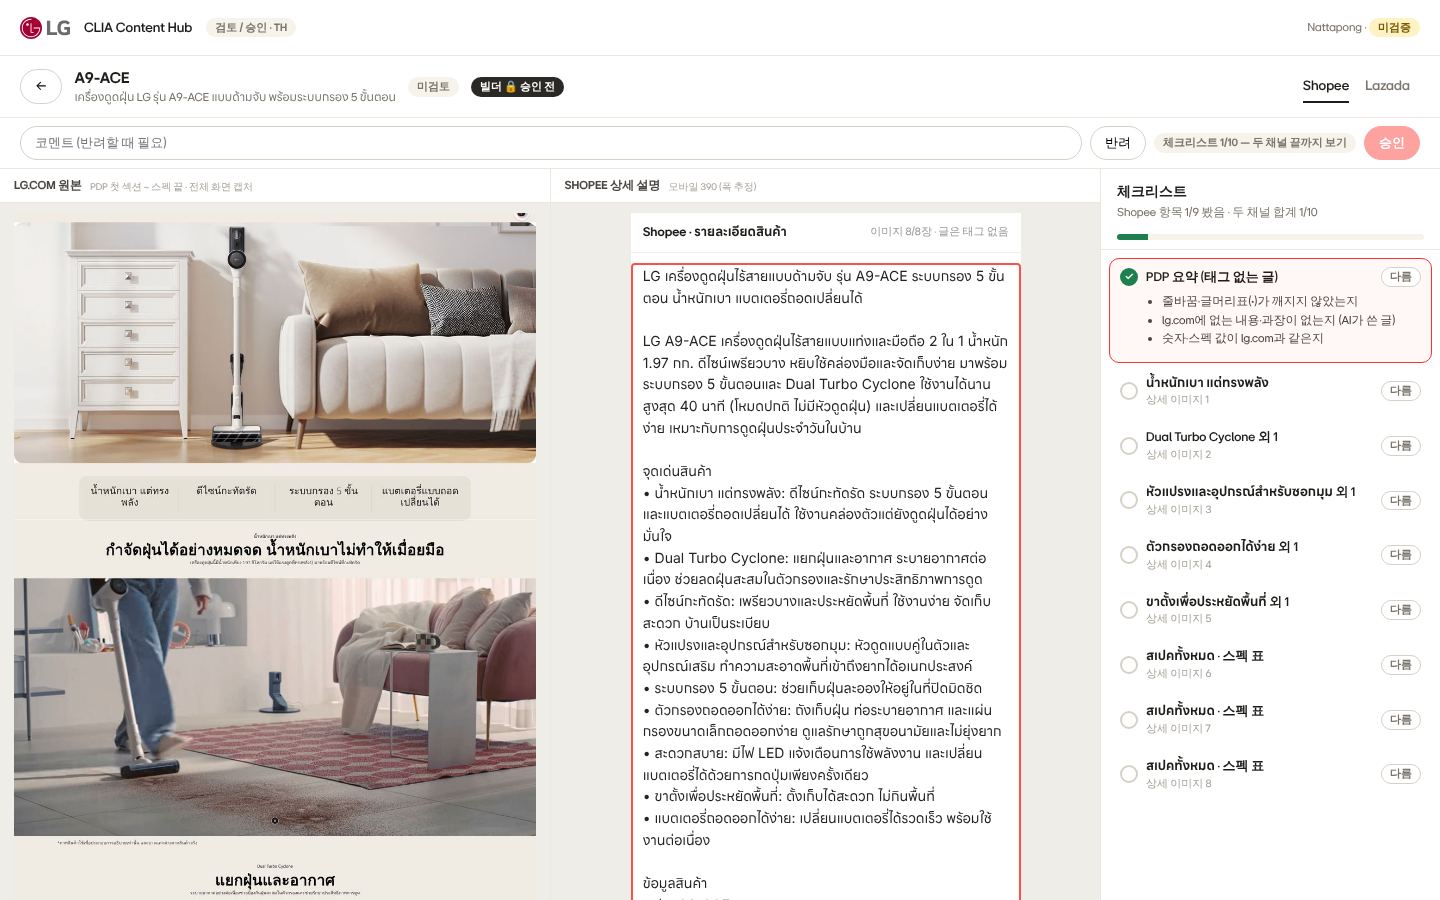 LG
CLIA Content Hub
검토 / 승인 · TH
Nattapong ·
미검증
←
A9-ACE
เครื่องดูดฝุ่น LG รุ่น A9-ACE แบบด้ามจับ พร้อมระบบกรอง 5 ขั้นตอน
미검토
빌더 🔒 승인 전
Shopee
Lazada
코멘트 (반려할 때 필요)
반려
체크리스트 1/10 — 두 채널 끝까지 보기
승인
LG.COM 원본
PDP 첫 섹션 ~ 스펙 끝 · 전체 화면 캡처
น้ำหนักเบา แต่ทรง
พลัง
ดีไซน์กะทัดรัด
ระบบกรอง 5 ขั้น
ตอน
แบตเตอรี่แบบถอด
เปลี่ยนได้
น้ำหนักเบา แต่ทรงพลัง
กำจัดฝุ่นได้อย่างหมดจด น้ำหนักเบาไม่ทำให้เมื่อยมือ
Dual Turbo Cyclone
แยกฝุ่นและอากาศ
SHOPEE 상세 설명
모바일 390 (폭 추정)
Shopee · รายละเอียดสินค้า
이미지 8/8장 · 글은 태그 없음
LG เครื่องดูดฝุ่นไร้สายแบบด้ามจับ รุ่น A9-ACE ระบบกรอง 5 ขั้น
ตอน น้ำหนักเบา แบตเตอรี่ถอดเปลี่ยนได้
LG A9-ACE เครื่องดูดฝุ่นไร้สายแบบแท่งและมือถือ 2 ใน 1 น้ำหนัก
1.97 กก. ดีไซน์เพรียวบาง หยิบใช้คล่องมือและจัดเก็บง่าย มาพร้อม
ระบบกรอง 5 ขั้นตอนและ Dual Turbo Cyclone ใช้งานได้นาน
สูงสุด 40 นาที (โหมดปกติ ไม่มีหัวดูดฝุ่น) และเปลี่ยนแบตเตอรี่ได้
ง่าย เหมาะกับการดูดฝุ่นประจำวันในบ้าน
จุดเด่นสินค้า
• น้ำหนักเบา แต่ทรงพลัง: ดีไซน์กะทัดรัด ระบบกรอง 5 ขั้นตอน
และแบตเตอรี่ถอดเปลี่ยนได้ ใช้งานคล่องตัวแต่ยังดูดฝุ่นได้อย่าง
มั่นใจ
• Dual Turbo Cyclone: แยกฝุ่นและอากาศ ระบายอากาศต่อ
เนื่อง ช่วยลดฝุ่นสะสมในตัวกรองและรักษาประสิทธิภาพการดูด
• ดีไซน์กะทัดรัด: เพรียวบางและประหยัดพื้นที่ ใช้งานง่าย จัดเก็บ
สะดวก บ้านเป็นระเบียบ
• หัวแปรงและอุปกรณ์สำหรับซอกมุม: หัวดูดแบบคู่ในตัวและ
อุปกรณ์เสริม ทำความสะอาดพื้นที่เข้าถึงยากได้อเนกประสงค์
• ระบบกรอง 5 ขั้นตอน: ช่วยเก็บฝุ่นละอองให้อยู่ในที่ปิดมิดชิด
• ตัวกรองถอดออกได้ง่าย: ถังเก็บฝุ่น ท่อระบายอากาศ และแผ่น
กรองขนาดเล็กถอดออกง่าย ดูแลรักษาถูกสุขอนามัยและไม่ยุ่งยาก
• สะดวกสบาย: มีไฟ LED แจ้งเตือนการใช้พลังงาน และเปลี่ยน
แบตเตอรี่ได้ด้วยการกดปุ่มเพียงครั้งเดียว
• ขาตั้งเพื่อประหยัดพื้นที่: ตั้งเก็บได้สะดวก ไม่กินพื้นที่
• แบตเตอรี่ถอดออกได้ง่าย: เปลี่ยนแบตเตอรี่ได้รวดเร็ว พร้อมใช้
งานต่อเนื่อง
ข้อมูลสินค้า
체크리스트
Shopee 항목 1/9 봤음 · 두 채널 합계 1/10
PDP 요약 (태그 없는 글)
다름
• 줄바꿈·글머리표(•)가 깨지지 않았는지
• lg.com에 없는 내용·과장이 없는지 (AI가 쓴 글)
• 숫자·스펙 값이 lg.com과 같은지
น้ำหนักเบา แต่ทรงพลัง
상세 이미지 1
다름
Dual Turbo Cyclone 외 1
상세 이미지 2
다름
หัวแปรงและอุปกรณ์สำหรับซอกมุม 외 1
상세 이미지 3
다름
ตัวกรองถอดออกได้ง่าย 외 1
상세 이미지 4
다름
ขาตั้งเพื่อประหยัดพื้นที่ 외 1
상세 이미지 5
다름
สเปคทั้งหมด · 스펙 표
상세 이미지 6
다름
สเปคทั้งหมด · 스펙 표
상세 이미지 7
다름
สเปคทั้งหมด · 스펙 표
상세 이미지 8
다름